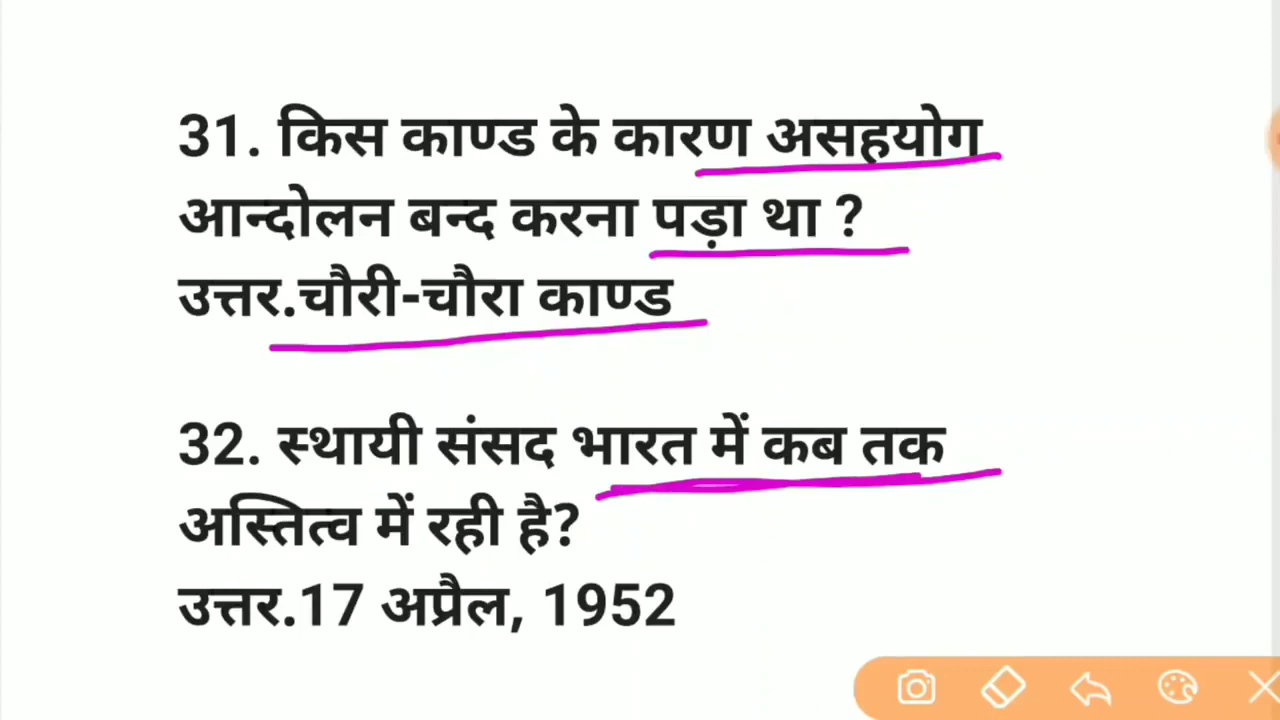 31. किस काण्ड के कारण असहयोग
आन्दोलन बन्द करना पड़ा था ?
उत्तर.चौरी-चौरा काण्ड
32. स्थायी संसद भारत में कब तक
अस्तित्व में रही है?
उत्तर.17 अप्रैल, 1952